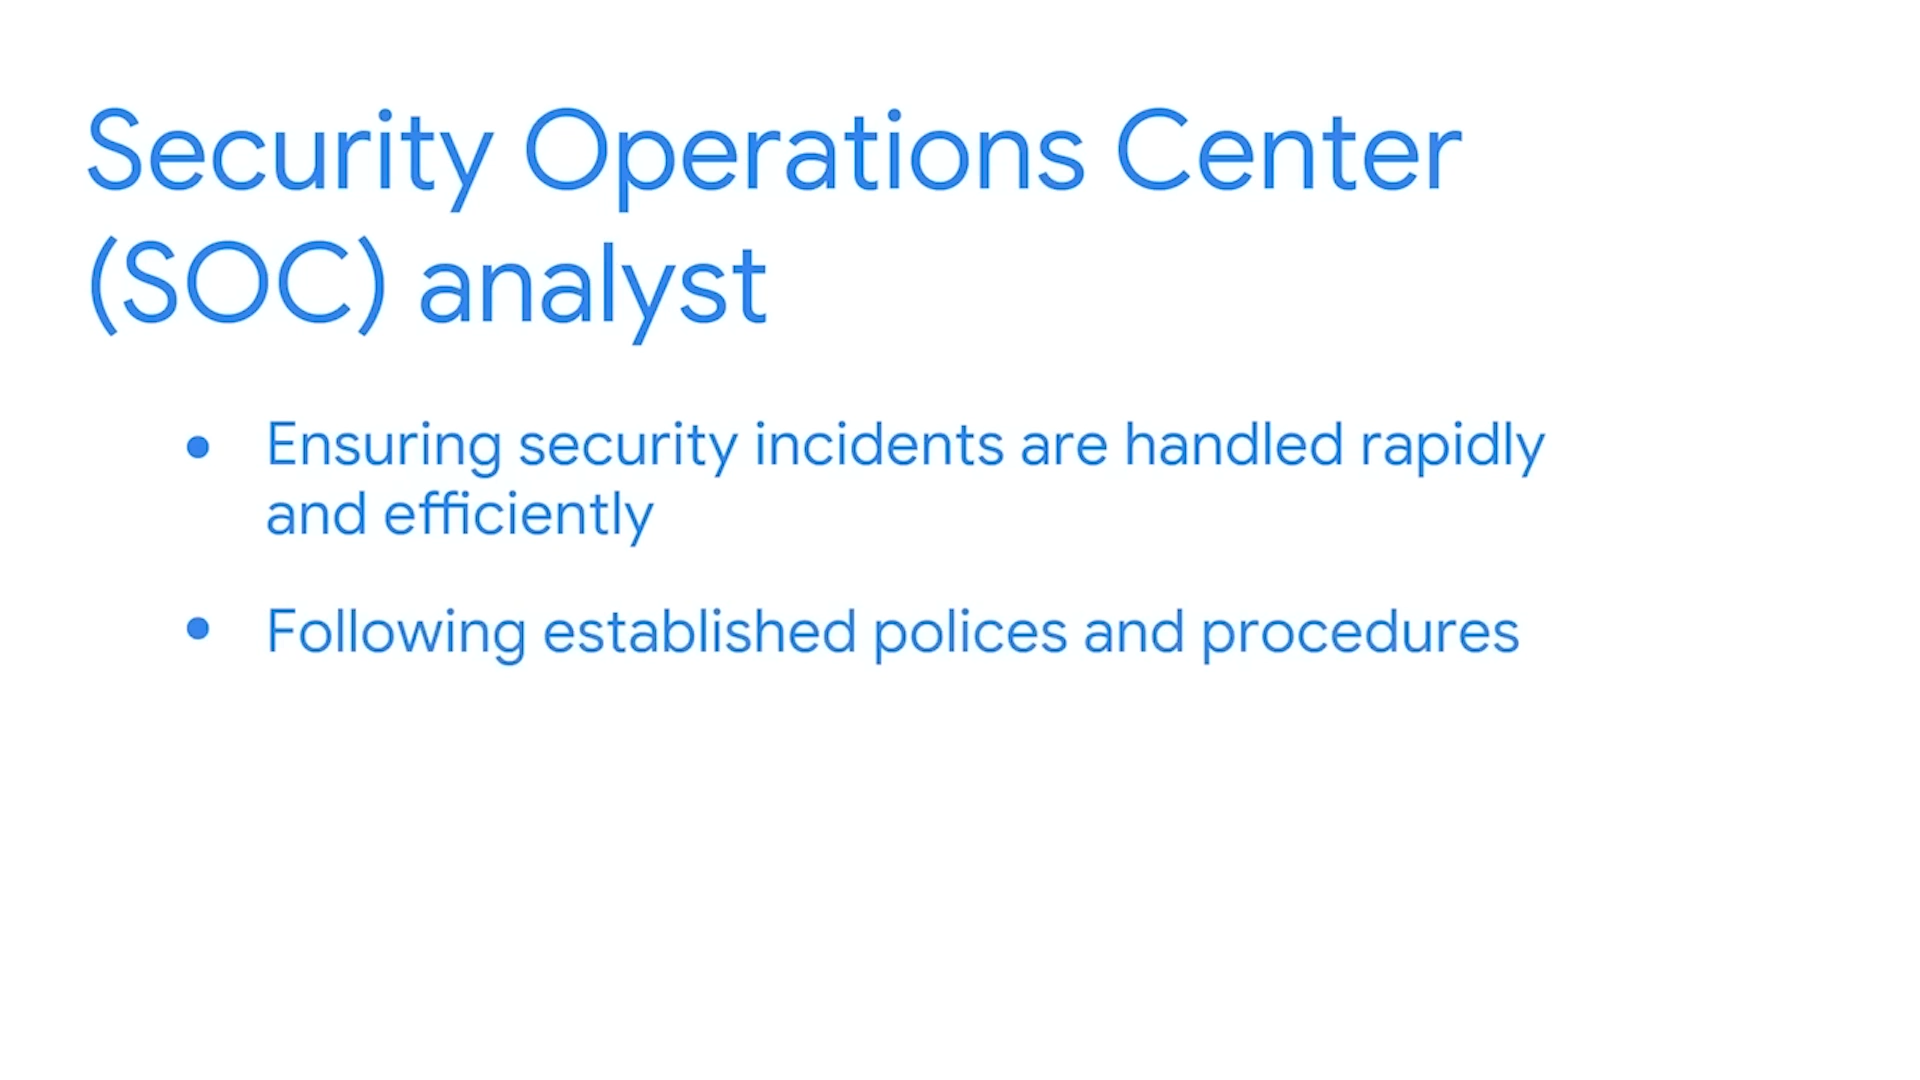 Security Operations Center
(SOC) analyst
• Ensuring security incidents are handled rapidly
and efficiently
• Following established polices and procedures